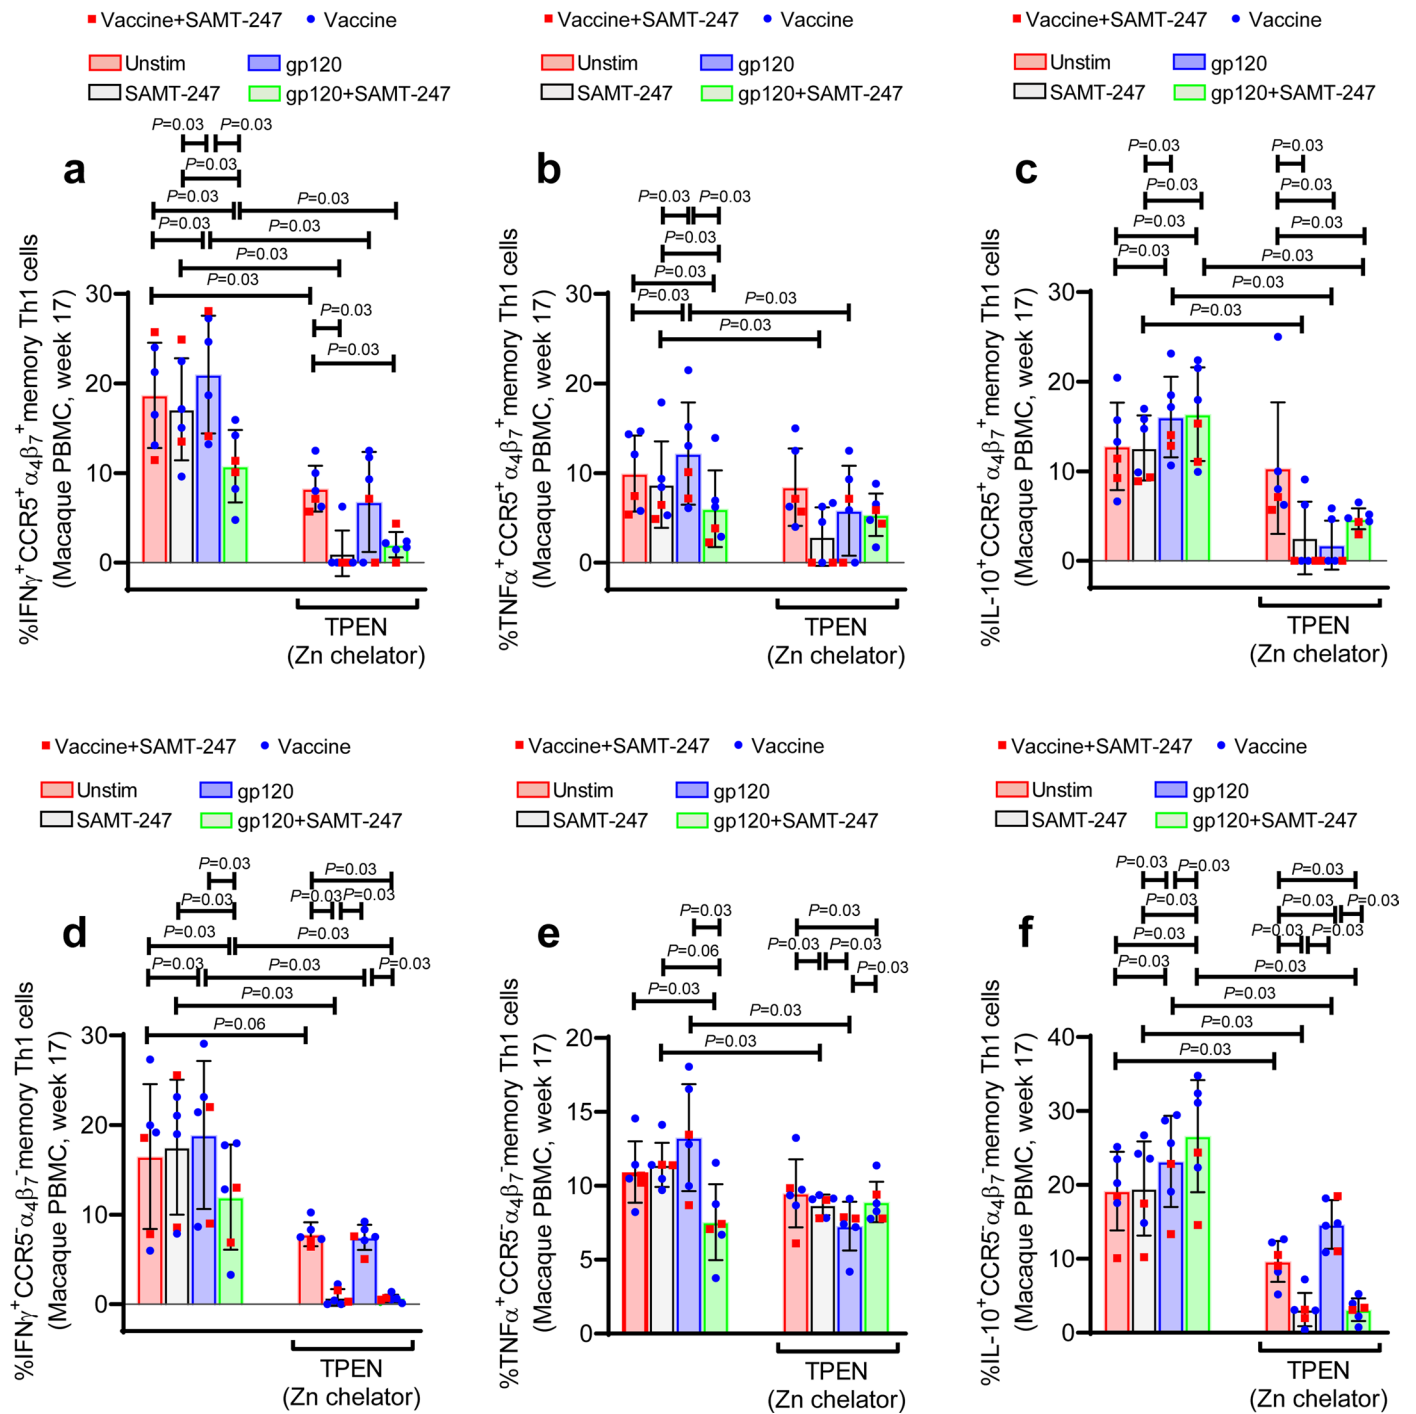 Vaccine+SAMT-247 Vaccine
Unstim gp120
SAMT-247 gp120+SAMT-247
a
P=0.03 P=0.03
P=0.03
P=0.03 P=0.03
P=0.03 P=0.03
P=0.03
P=0.03
P=0.03
P=0.03
%IFNγ⁺CCR5⁺α₄β₇⁺memory Th1 cells
(Macaque PBMC, week 17)
30
20
10
0
TPEN
(Zn chelator)
Vaccine+SAMT-247 Vaccine
Unstim gp120
SAMT-247 gp120+SAMT-247
b
P=0.03 P=0.03
P=0.03
P=0.03
P=0.03 P=0.03
P=0.03
%TNFα⁺CCR5⁺α₄β₇⁺memory Th1 cells
(Macaque PBMC, week 17)
30
20
10
0
TPEN
(Zn chelator)
Vaccine+SAMT-247 Vaccine
Unstim gp120
SAMT-247 gp120+SAMT-247
c
P=0.03 P=0.03
P=0.03 P=0.03
P=0.03 P=0.03
P=0.03 P=0.03
P=0.03
P=0.03
%IL-10⁺CCR5⁺α₄β₇⁺memory Th1 cells
(Macaque PBMC, week 17)
30
20
10
0
TPEN
(Zn chelator)
Vaccine+SAMT-247 Vaccine
Unstim gp120
SAMT-247 gp120+SAMT-247
d
P=0.03 P=0.03
P=0.03 P=0.03 P=0.03
P=0.03 P=0.03
P=0.03 P=0.03 P=0.03
P=0.03
P=0.06
%IFNγ⁺CCR5⁻α₄β₇⁻memory Th1 cells
(Macaque PBMC, week 17)
30
20
10
0
TPEN
(Zn chelator)
Vaccine+SAMT-247 Vaccine
Unstim gp120
SAMT-247 gp120+SAMT-247
e
P=0.03 P=0.03
P=0.06 P=0.03 P=0.03
P=0.03 P=0.03
P=0.03
P=0.03
%TNFα⁺CCR5⁻α₄β₇⁻memory Th1 cells
(Macaque PBMC, week 17)
20
15
10
5
0
TPEN
(Zn chelator)
Vaccine+SAMT-247 Vaccine
Unstim gp120
SAMT-247 gp120+SAMT-247
f
P=0.03 P=0.03 P=0.03
P=0.03 P=0.03 P=0.03
P=0.03 P=0.03 P=0.03
P=0.03 P=0.03
P=0.03
P=0.03
P=0.03
%IL-10⁺CCR5⁻α₄β₇⁻memory Th1 cells
(Macaque PBMC, week 17)
40
30
20
10
0
TPEN
(Zn chelator)